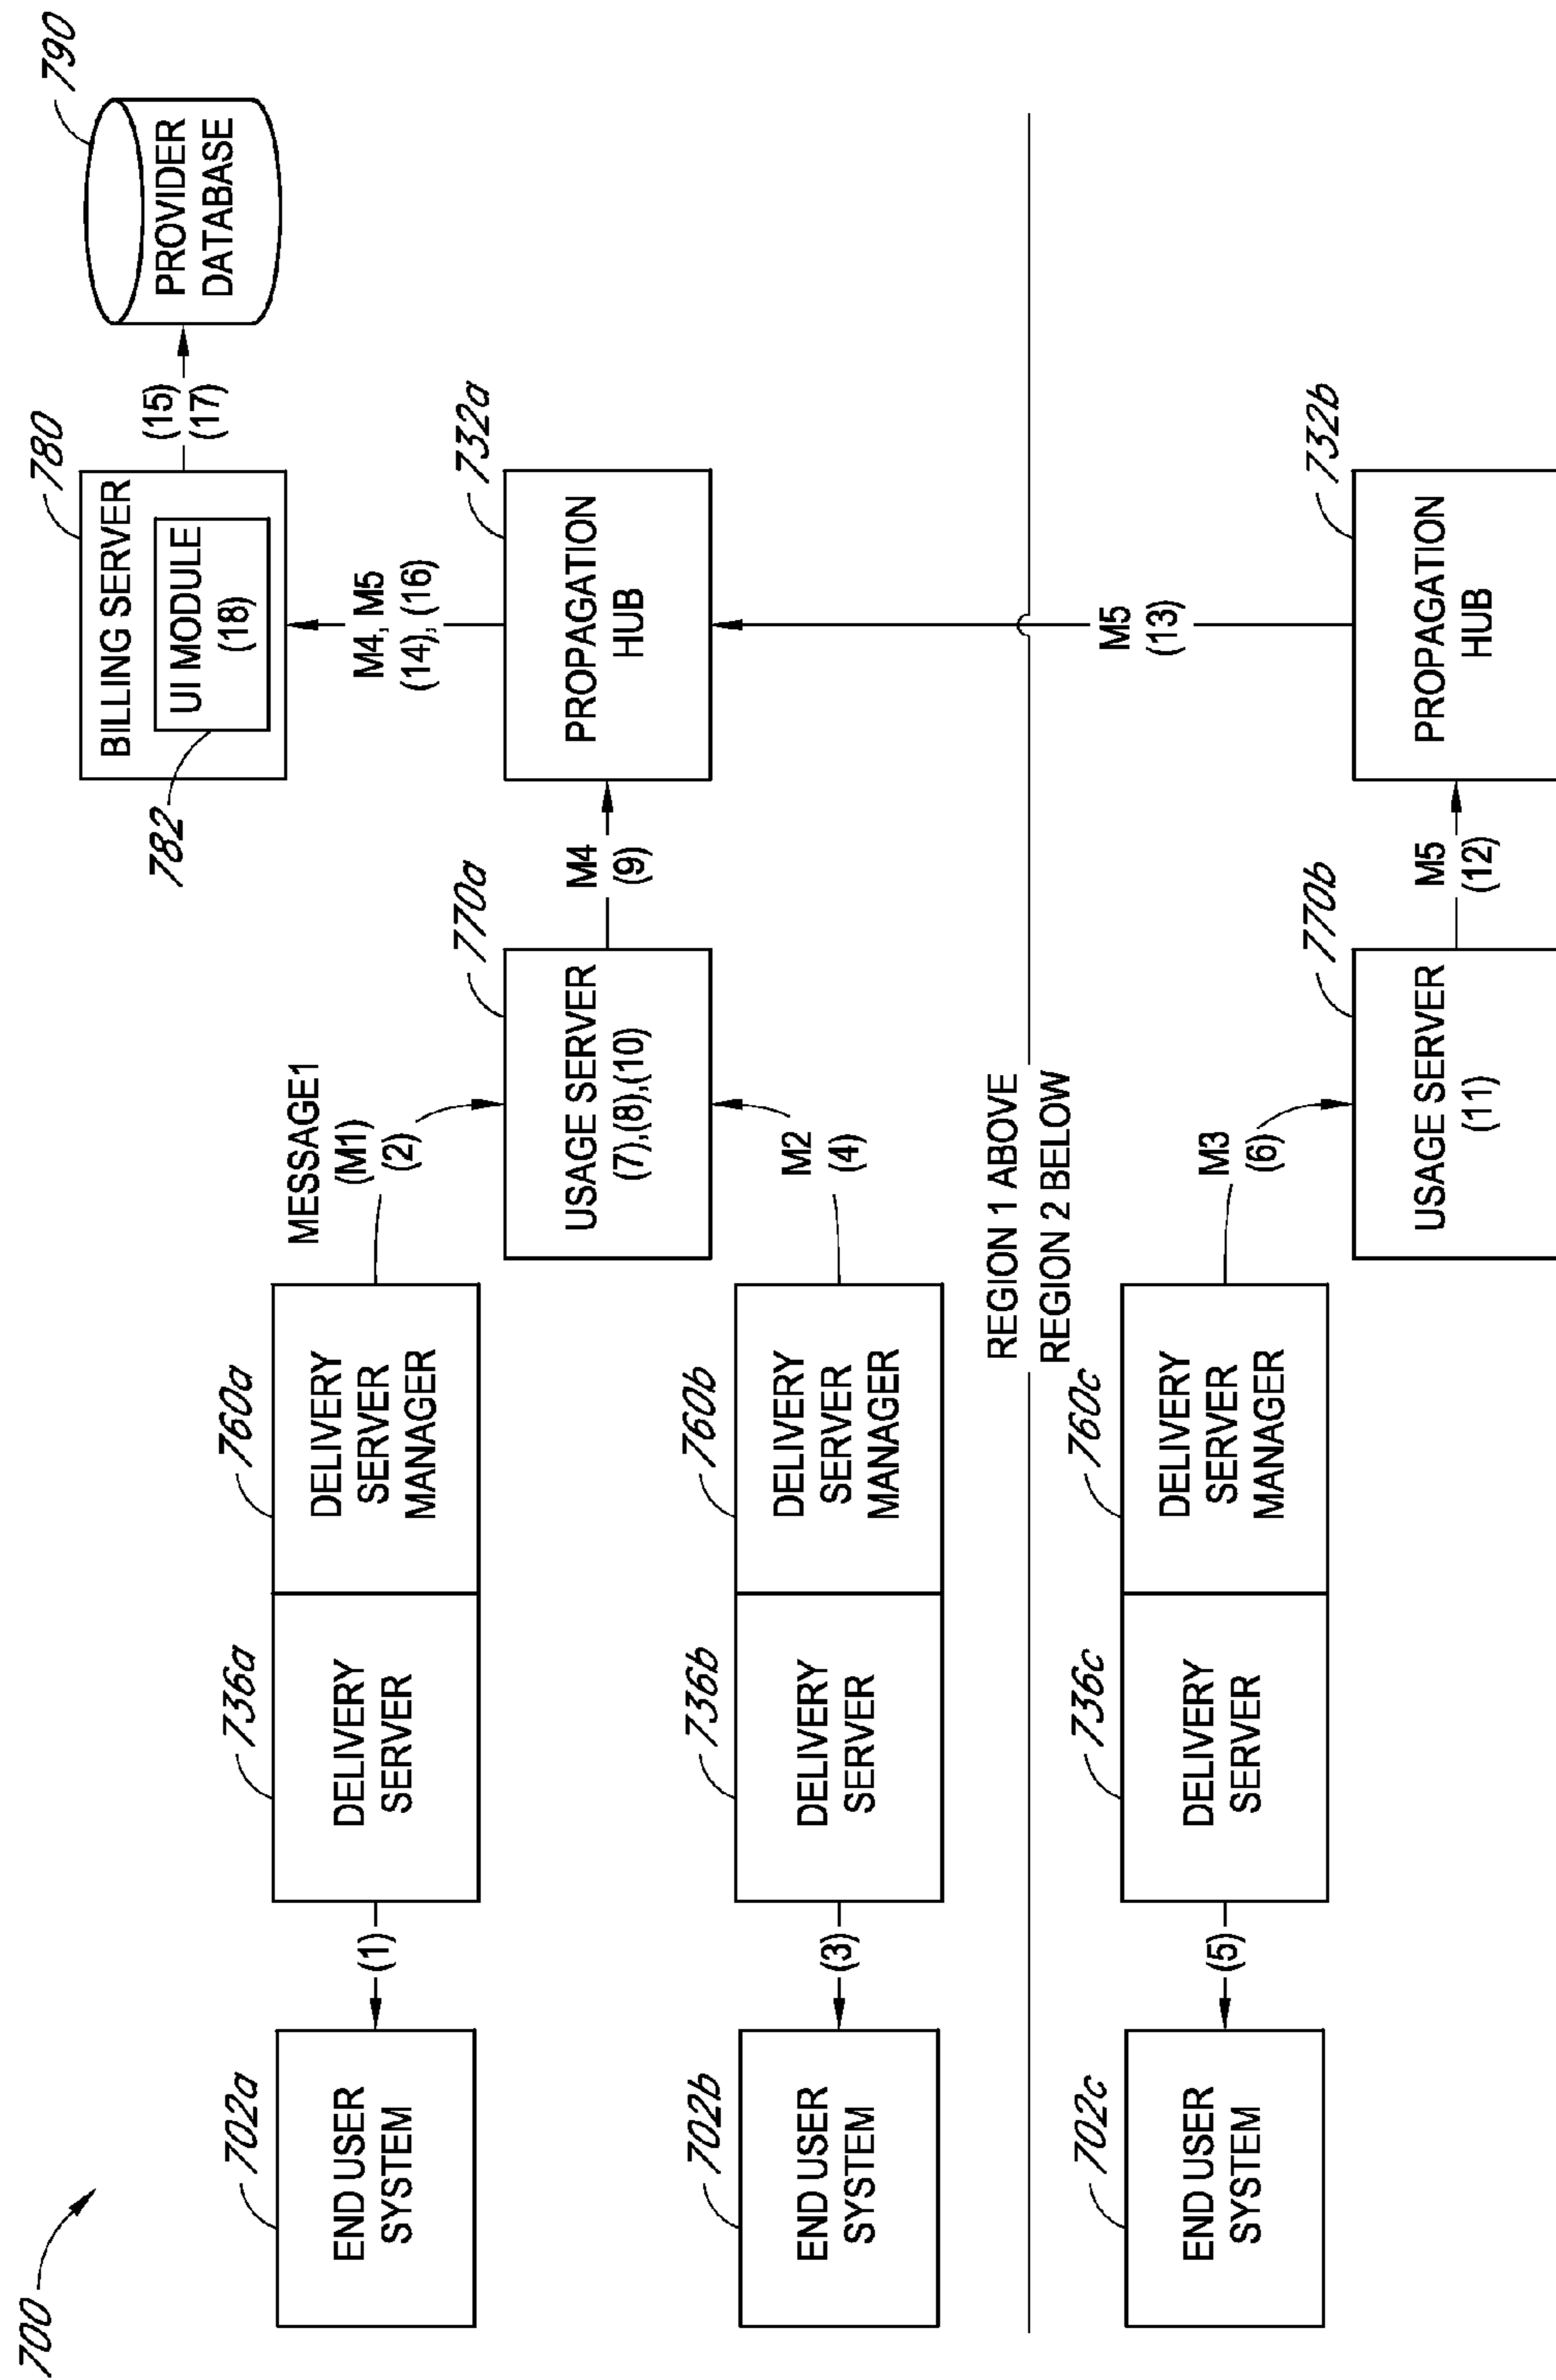 700
702a
END USER
SYSTEM
(1)
736a
DELIVERY
SERVER
760a
DELIVERY
SERVER
MANAGER
MESSAGE1
(M1)
(2)
770a
USAGE SERVER
(7),(8),(10)
M4
(9)
732a
PROPAGATION
HUB
M4, M5
(14), (16)
780
BILLING SERVER
UI MODULE
(18)
782
(15)
(17)
790
PROVIDER
DATABASE
702b
END USER
SYSTEM
(3)
736b
DELIVERY
SERVER
760b
DELIVERY
SERVER
MANAGER
M2
(4)
REGION 1 ABOVE
REGION 2 BELOW
702c
END USER
SYSTEM
(5)
736c
DELIVERY
SERVER
760c
DELIVERY
SERVER
MANAGER
M3
(6)
770b
USAGE SERVER
(11)
M5
(12)
732b
PROPAGATION
HUB
M5
(13)